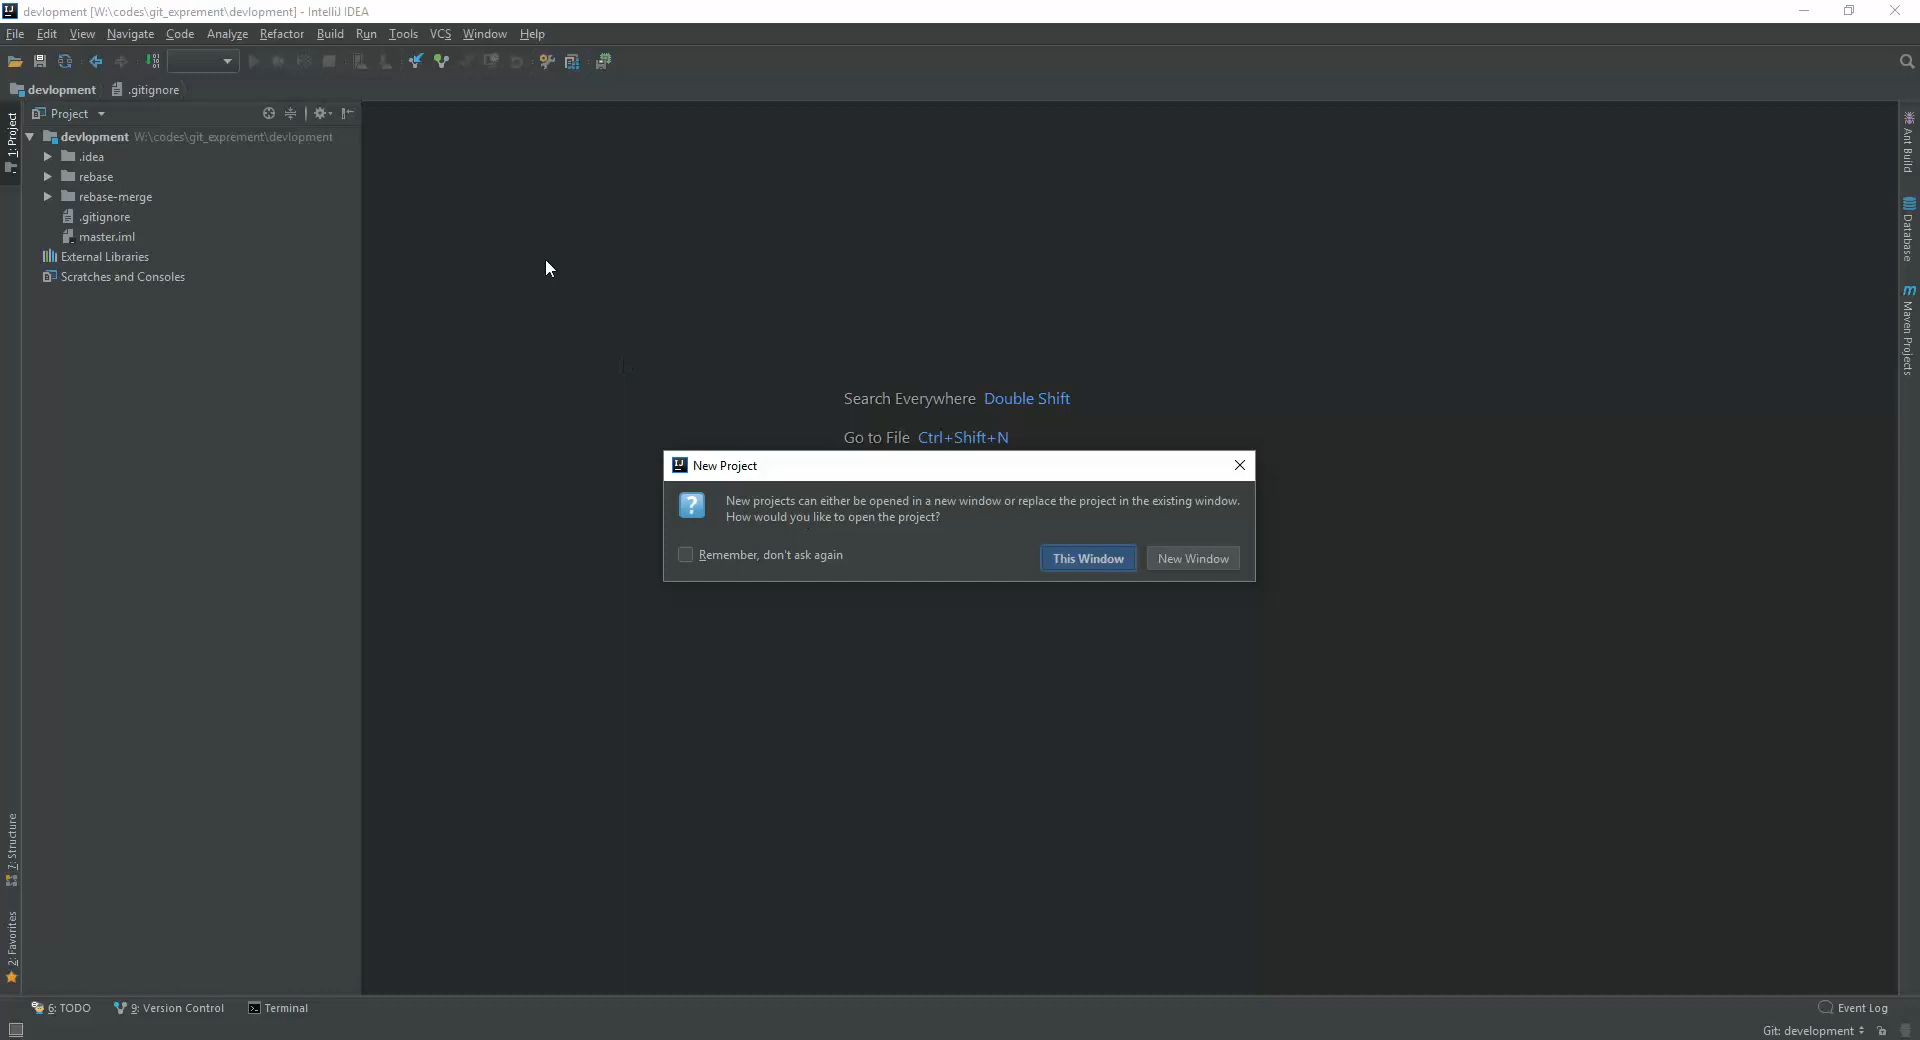 devlopment [W:\codes\git_exprement\devlopment] - IntelliJ IDEA
File Edit View Navigate Code Analyze Refactor Build Run Tools VCS Window Help
devlopment .gitignore
Project
devlopment W:\codes\git_exprement\devlopment
.idea
rebase
rebase-merge
.gitignore
master.iml
External Libraries
Scratches and Consoles
1: Project
7: Structure
2: Favorites
Search Everywhere Double Shift
Go to File Ctrl+Shift+N
New Project
New projects can either be opened in a new window or replace the project in the existing window.
How would you like to open the project?
Remember, don't ask again
This Window New Window
Ant Build
Database
Maven Projects
6: TODO 9: Version Control Terminal
Event Log
Git: development